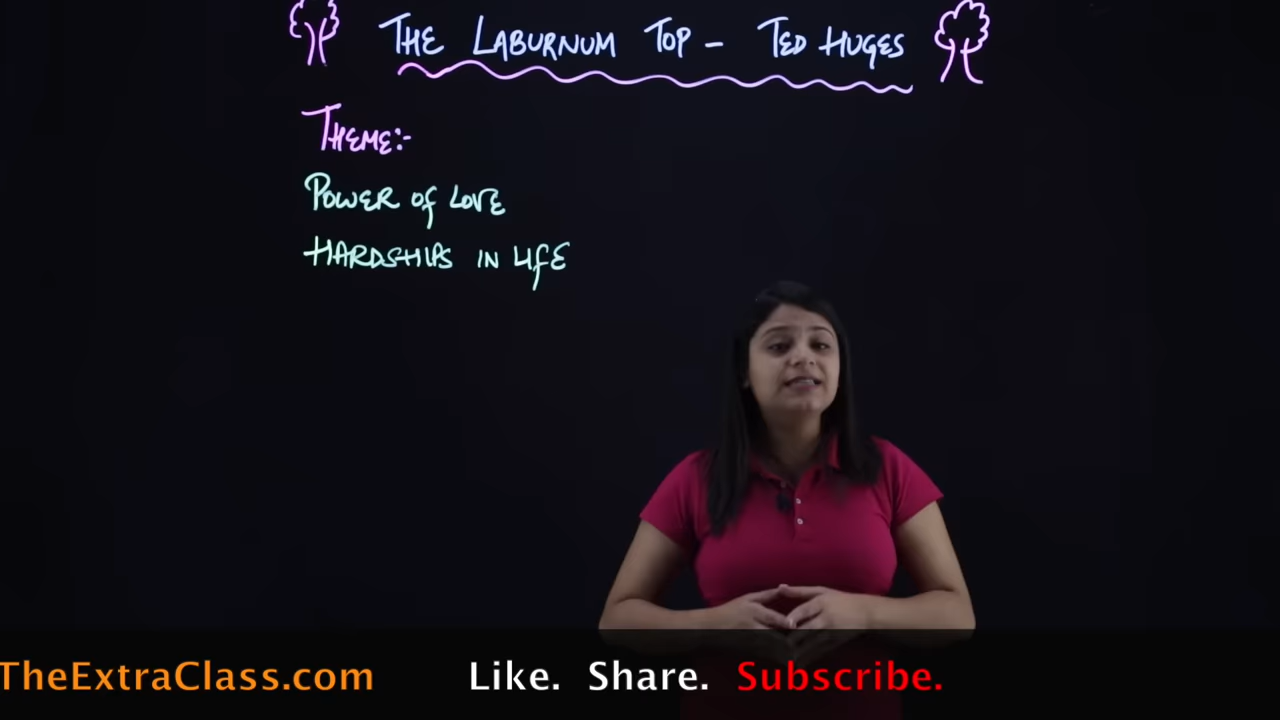 THE LABURNUM TOP - TED HUGES
THEME:-
POWER OF LOVE
HARDSHIPS IN LIFE
TheExtraClass.com Like. Share. Subscribe.